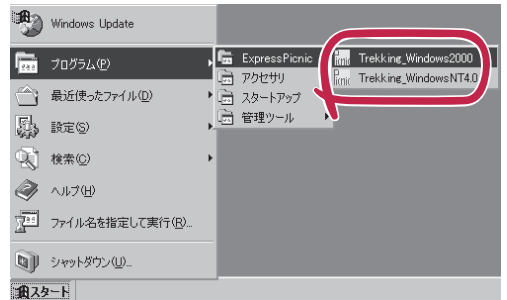 Windows Update
プログラム(P)
最近使ったファイル(D)
設定(S)
検索(C)
ヘルプ(H)
ファイル名を指定して実行(R)...
シャットダウン(U)...
スタート
ExpressPicnic
アクセサリ
スタートアップ
管理ツール
Trekking_Windows2000
Trekking_WindowsNT4.0